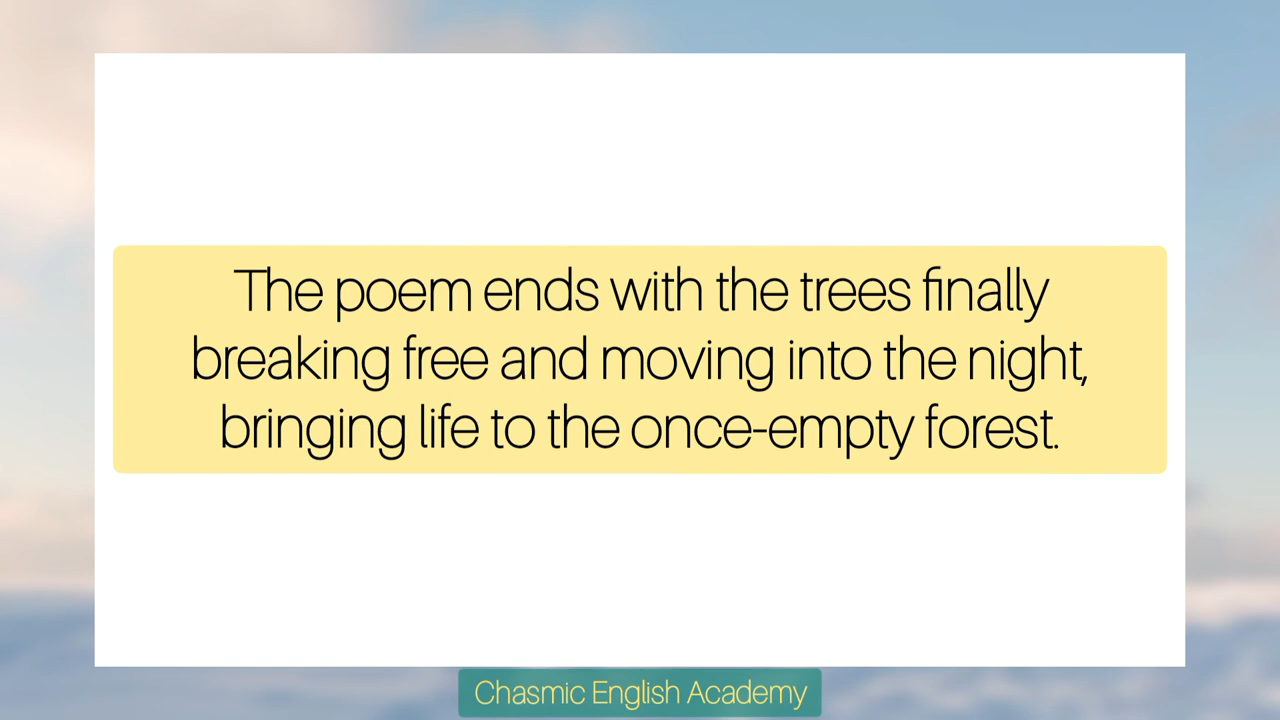 The poem ends with the trees finally
breaking free and moving into the night,
bringing life to the once-empty forest.
Chasmic English Academy